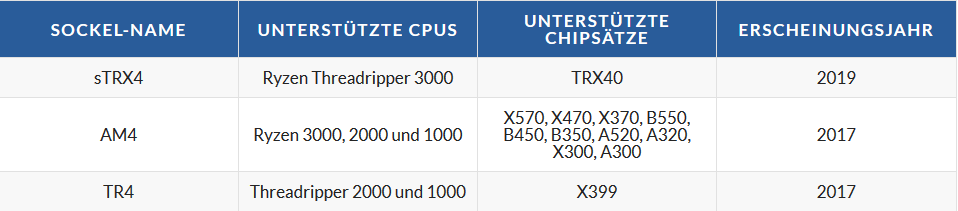 SOCKEL-NAME
UNTERSTÜTZTE CPUS
UNTERSTÜTZTE
CHIPSÄTZE
ERSCHEINUNGSJAHR
sTRX4
Ryzen Threadripper 3000
TRX40
2019
AM4
Ryzen 3000, 2000 und 1000
X570, X470, X370, B550,
B450, B350, A520, A320,
X300, A300
2017
TR4
Threadripper 2000 und 1000
X399
2017